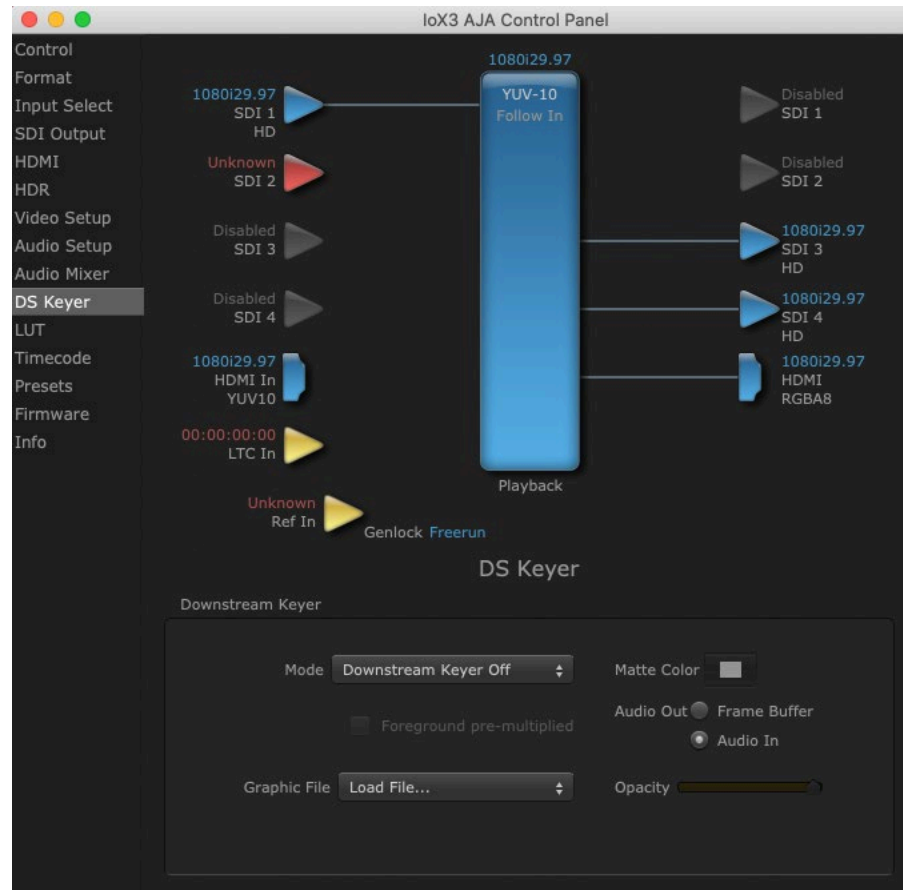 IoX3 AJA Control Panel
Control
Format
Input Select
SDI Output
HDMI
HDR
Video Setup
Audio Setup
Audio Mixer
DS Keyer
LUT
Timecode
Presets
Firmware
Info
1080i29.97
SDI 1
HD
Unknown
SDI 2
Disabled
SDI 3
Disabled
SDI 4
1080i29.97
HDMI In
YUV10
00:00:00:00
LTC In
Unknown
Ref In
Genlock Freerun
1080i29.97
YUV-10
Follow In
Playback
Disabled
SDI 1
Disabled
SDI 2
1080i29.97
SDI 3
HD
1080i29.97
SDI 4
HD
1080i29.97
HDMI
RGBA8
DS Keyer
Downstream Keyer
Mode Downstream Keyer Off
Foreground pre-multiplied
Graphic File Load File...
Matte Color
Audio Out Frame Buffer
Audio In
Opacity